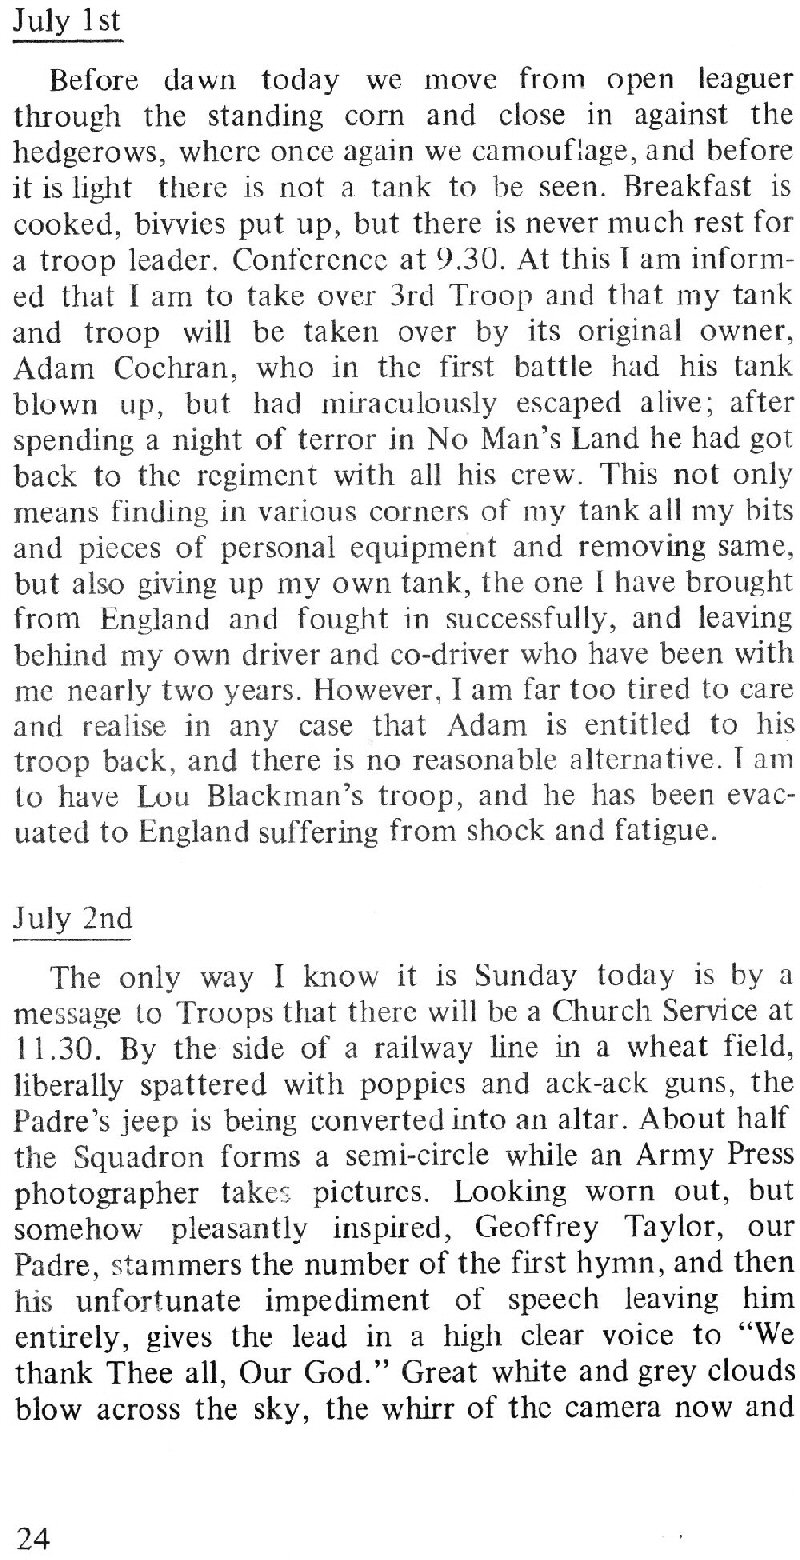 July 1st
Before dawn today we move from open leaguer
through the standing corn and close in against the
hedgerows, where once again we camouflage, and before
it is light there is not a tank to be seen. Breakfast is
cooked, bivvies put up, but there is never much rest for
a troop leader. Conference at 9.30. At this I am inform-
ed that I am to take over 3rd Troop and that my tank
and troop will be taken over by its original owner,
Adam Cochran, who in the first battle had his tank
blown up, but had miraculously escaped alive; after
spending a night of terror in No Man's Land he had got
back to the regiment with all his crew. This not only
means finding in various corners of my tank all my bits
and pieces of personal equipment and removing same,
but also giving up my own tank, the one I have brought
from England and fought in successfully, and leaving
behind my own driver and co-driver who have been with
me nearly two years. However, I am far too tired to care
and realise in any case that Adam is entitled to his
troop back, and there is no reasonable alternative. I am
to have Lou Blackman's troop, and he has been evac-
uated to England suffering from shock and fatigue.
July 2nd
The only way I know it is Sunday today is by a
message to Troops that there will be a Church Service at
11.30. By the side of a railway line in a wheat field,
liberally spattered with poppies and ack-ack guns, the
Padre's jeep is being converted into an altar. About half
the Squadron forms a semi-circle while an Army Press
photographer takes pictures. Looking worn out, but
somehow pleasantly inspired, Geoffrey Taylor, our
Padre, stammers the number of the first hymn, and then
his unfortunate impediment of speech leaving him
entirely, gives the lead in a high clear voice to “We
thank Thee all, Our God.” Great white and grey clouds
blow across the sky, the whirr of the camera now and
24